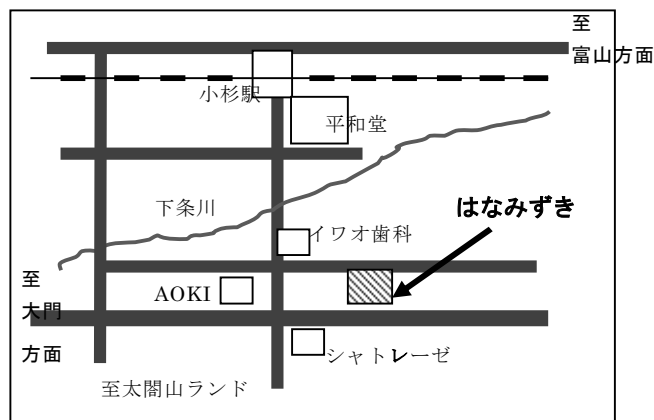 至
富山方面
小杉駅
平和堂
下条川
はなみずき
イワオ歯科
至
大門
方面
AOKI
シャトレーゼ
至太閤山ランド